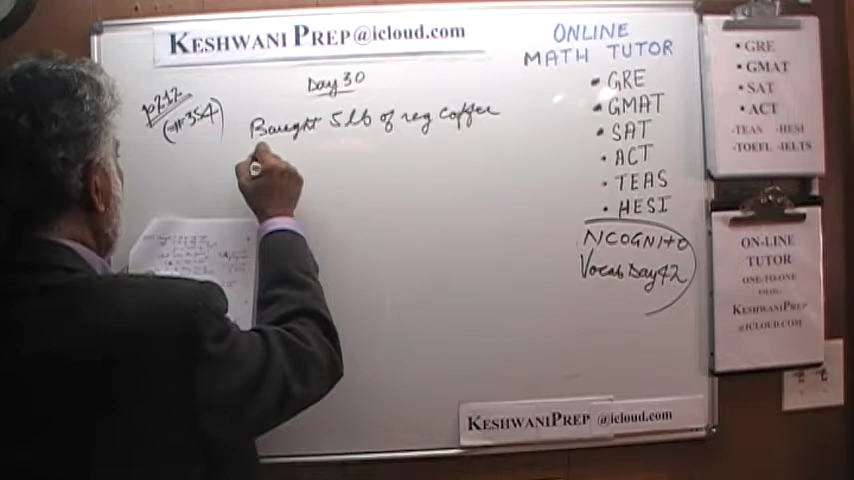 KESHWANI PREP@icloud.com
Day 30
p212
(#354)
Bought 5 lb of reg coffee
ONLINE
MATH TUTOR
• GRE
• GMAT
• SAT
• ACT
• TEAS
• HESI
NCOGNITO
Vocab Day 42
• GRE
• GMAT
• SAT
• ACT
-TEAS -HESI
-TOEFL -IELTS
ON-LINE
TUTOR
ONE-TO-ONE
KESHWANIPREP
@ICLOUD.COM
KESHWANIPREP @icloud.com